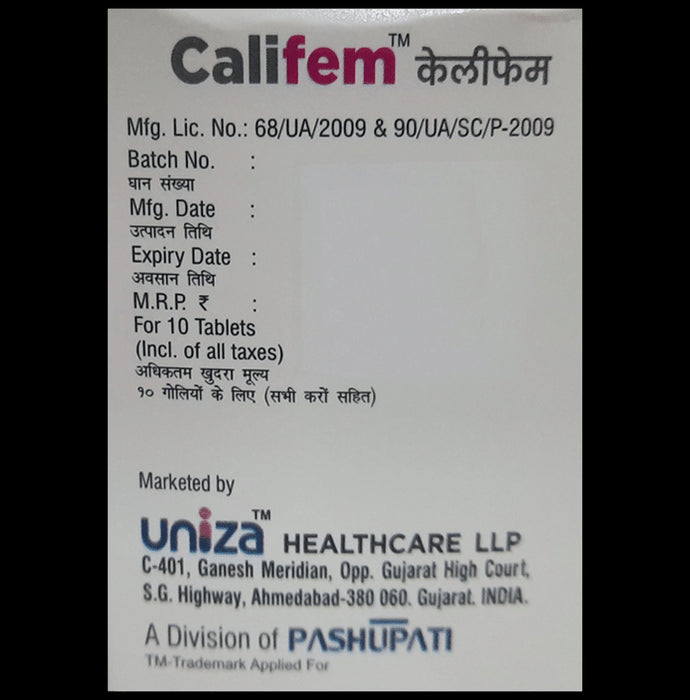 Califem™ केलीफेम
Mfg. Lic. No.: 68/UA/2009 & 90/UA/SC/P-2009
Batch No. :
घान संख्या
Mfg. Date :
उत्पादन तिथि
Expiry Date :
अवसान तिथि
M.R.P. ₹ :
For 10 Tablets
(Incl. of all taxes)
अधिकतम खुदरा मूल्य
१० गोलियों के लिए (सभी करों सहित)
Marketed by
uniza™ HEALTHCARE LLP
C-401, Ganesh Meridian, Opp. Gujarat High Court,
S.G. Highway, Ahmedabad-380 060. Gujarat. INDIA.
A Division of PASHUPATI
TM-Trademark Applied For